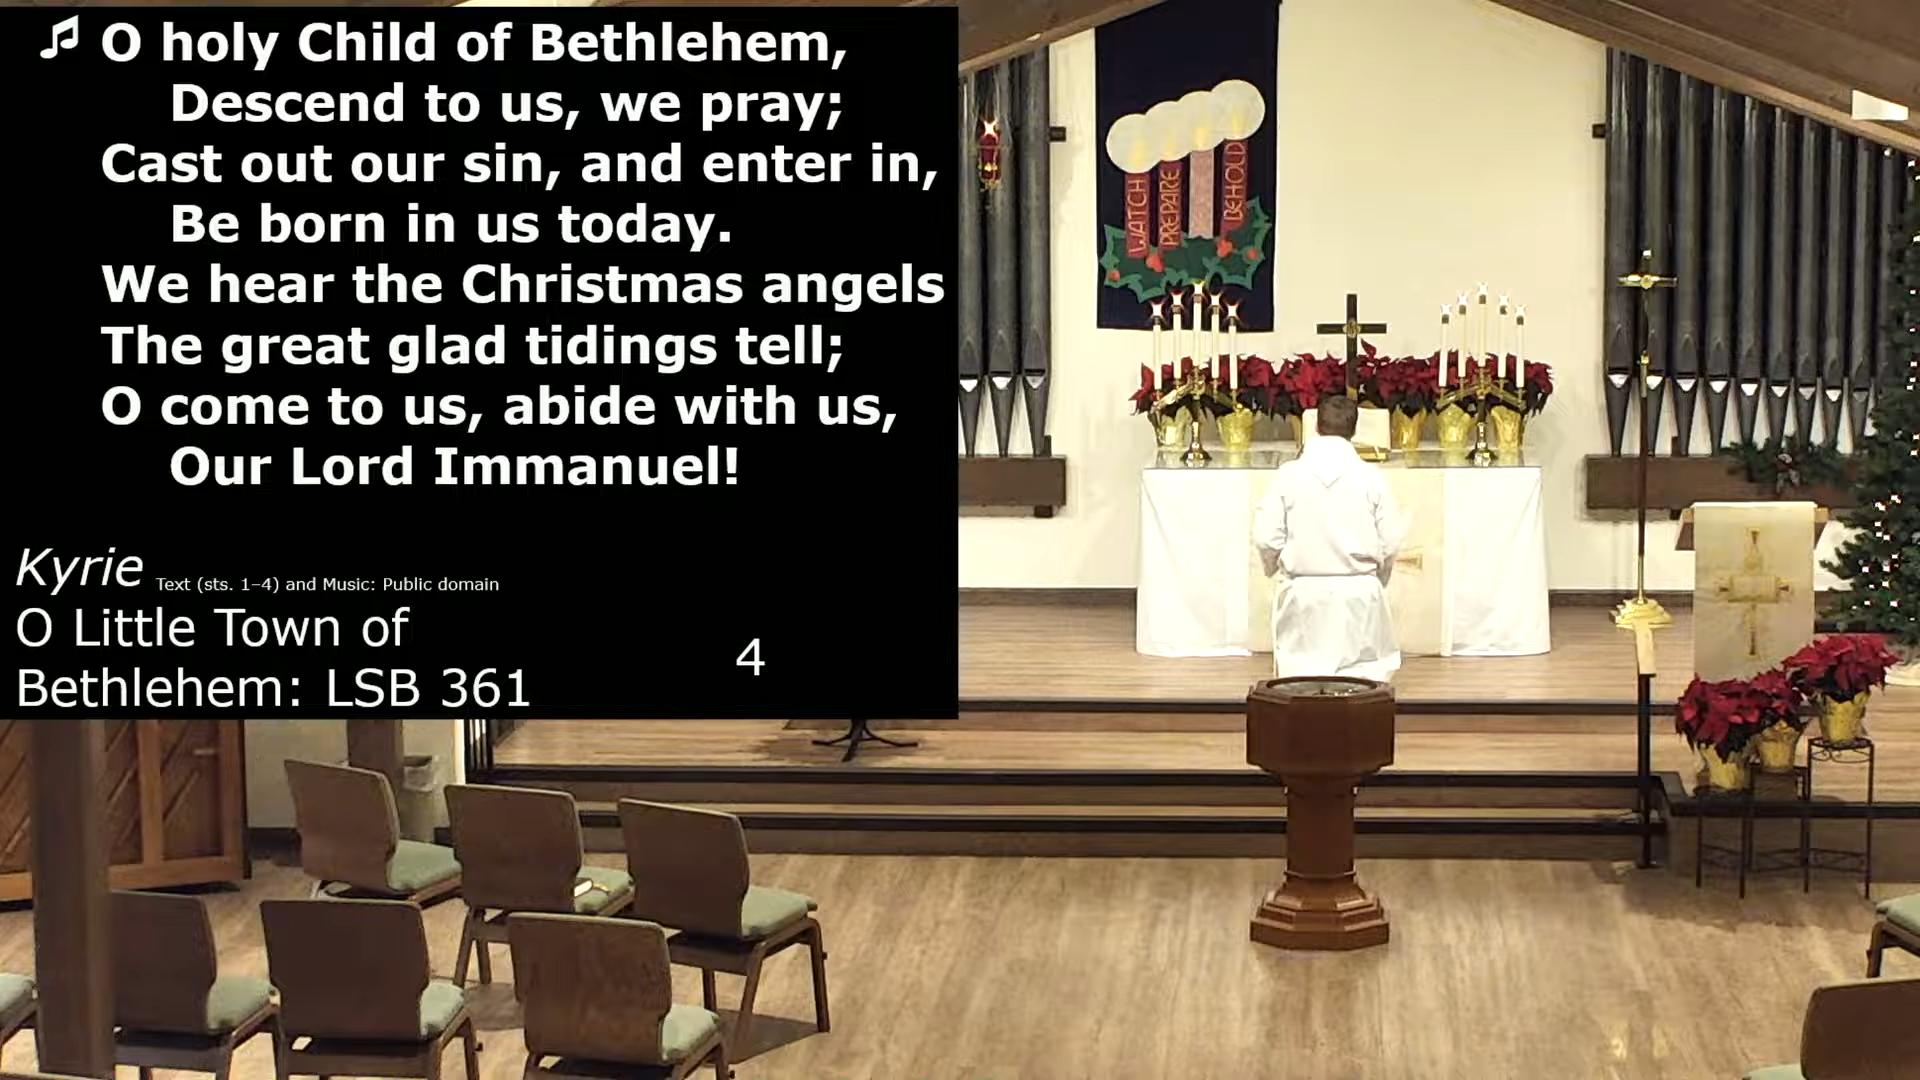 O holy Child of Bethlehem,
Descend to us, we pray;
Cast out our sin, and enter in,
Be born in us today.
We hear the Christmas angels
The great glad tidings tell;
O come to us, abide with us,
Our Lord Immanuel!
Kyrie Text (sts. 1–4) and Music: Public domain
O Little Town of
Bethlehem: LSB 361
4
WATCH
PREPARE
BEHOLD